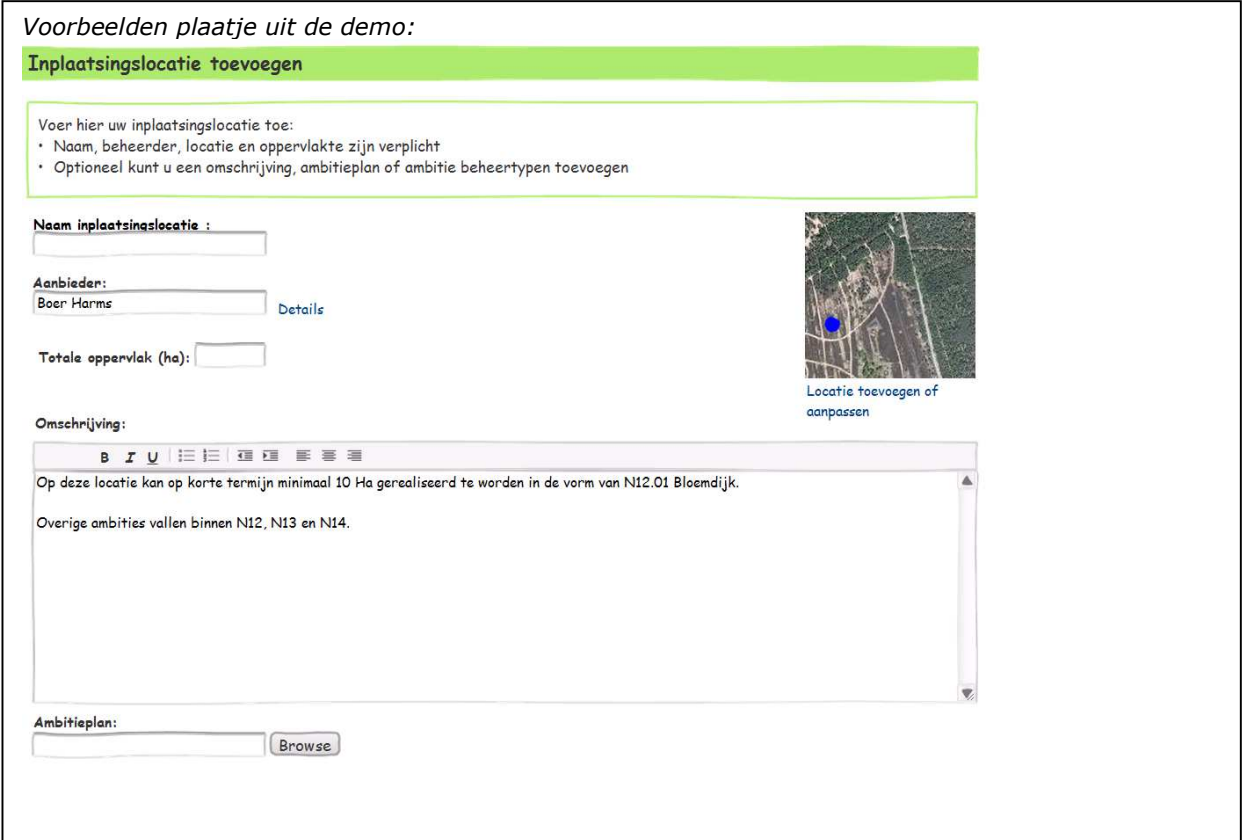 Voorbeelden plaatje uit de demo:
Inplaatsingslocatie toevoegen
Voer hier uw inplaatsingslocatie toe:
• Naam, beheerder, locatie en oppervlakte zijn verplicht
• Optioneel kunt u een omschrijving, ambitieplan of ambitie beheertypen toevoegen
Naam inplaatsingslocatie :
Aanbieder:
Boer Harms
Details
Totale oppervlak (ha):
Locatie toevoegen of
aanpassen
Omschrijving:
B I U
Op deze locatie kan op korte termijn minimaal 10 Ha gerealiseerd te worden in de vorm van N12.01 Bloemdijk.
Overige ambities vallen binnen N12, N13 en N14.
Ambitieplan:
Browse